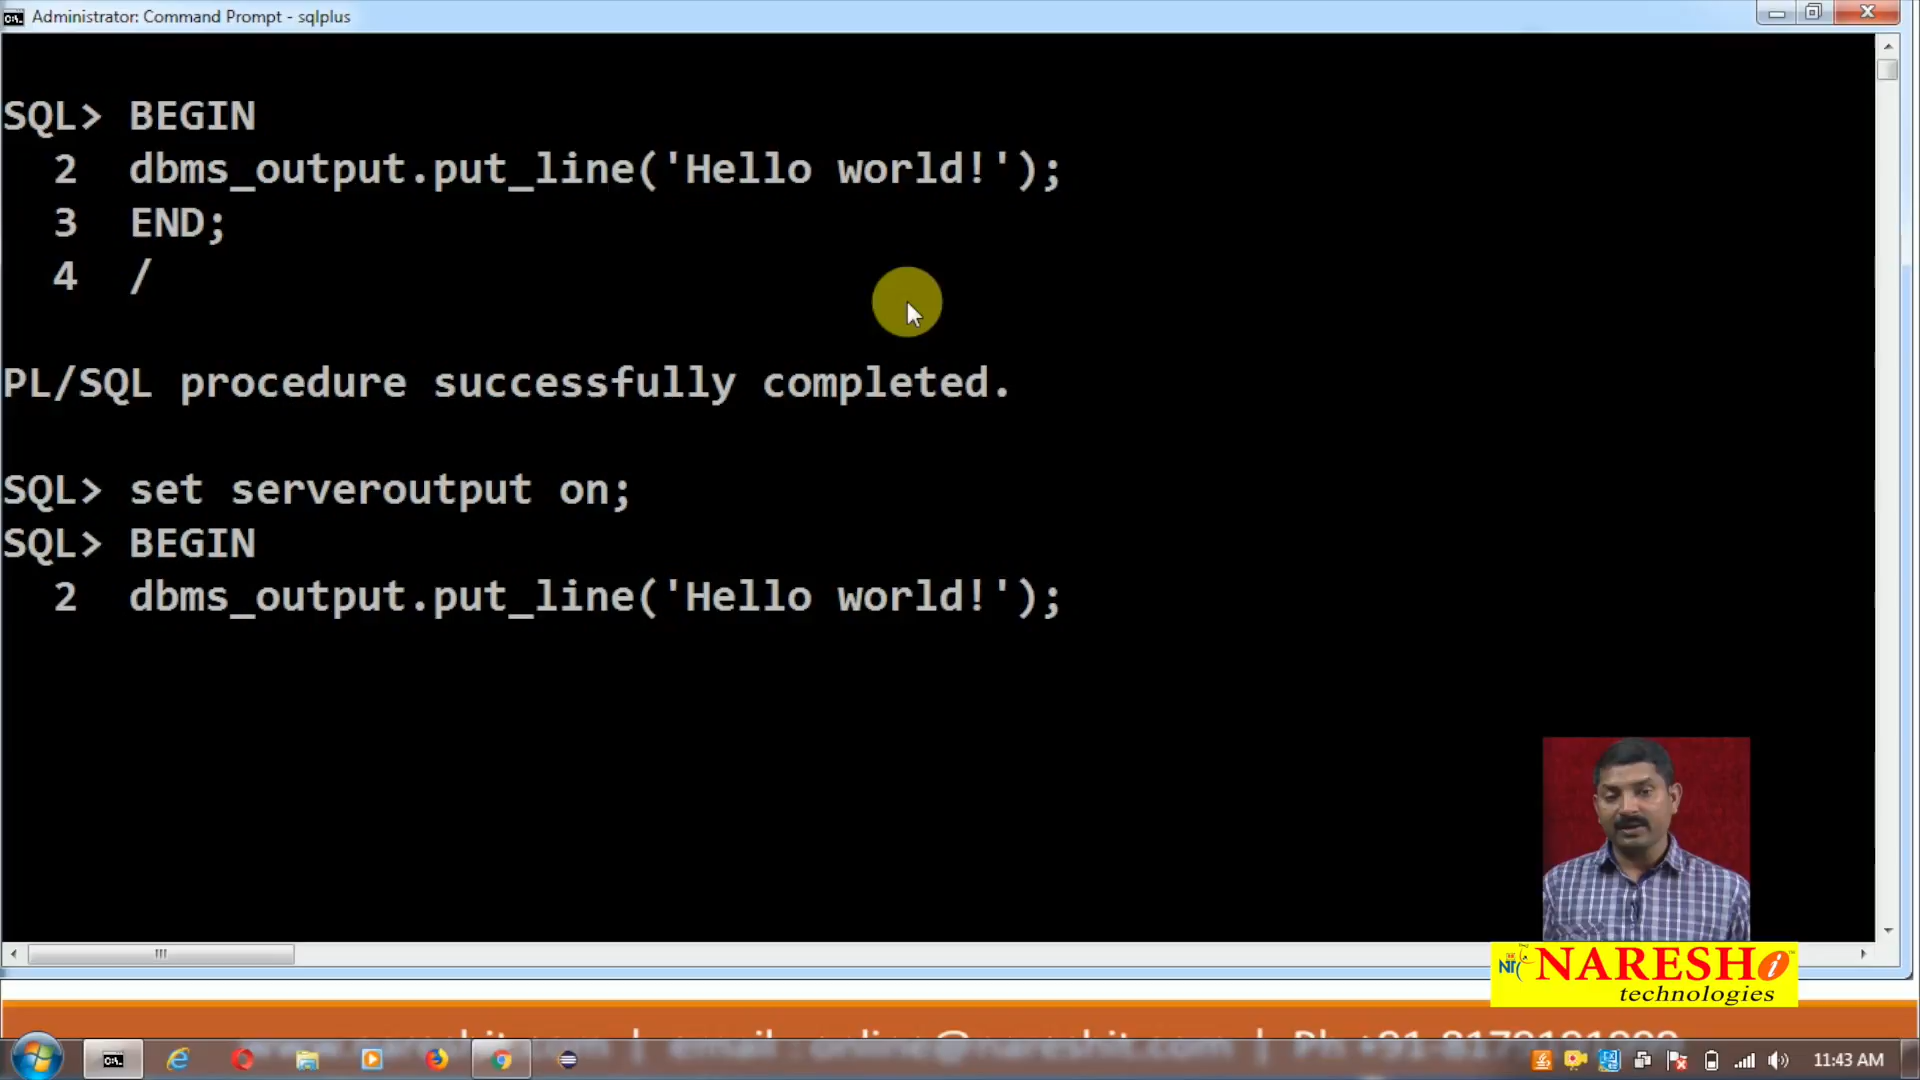 Administrator: Command Prompt - sqlplus
SQL> BEGIN
2 dbms_output.put_line('Hello world!');
3 END;
4 /
PL/SQL procedure successfully completed.
SQL> set serveroutput on;
SQL> BEGIN
2 dbms_output.put_line('Hello world!');
NARESH i
technologies
11:43 AM